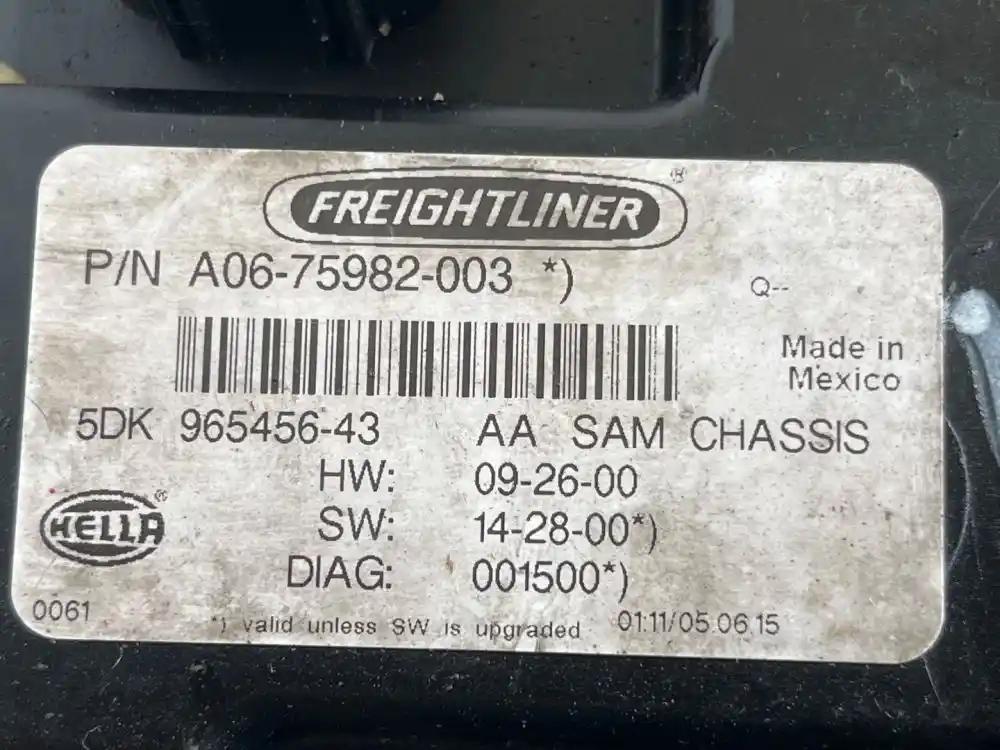 FREIGHTLINER ®
P/N A06-75982-003 *)
Q--
Made in
Mexico
5DK 965456-43 AA SAM CHASSIS
HW: 09-26-00
SW: 14-28-00*)
DIAG: 001500*)
HELLA ®
0061
*) valid unless SW is upgraded 01:11/05.06.15